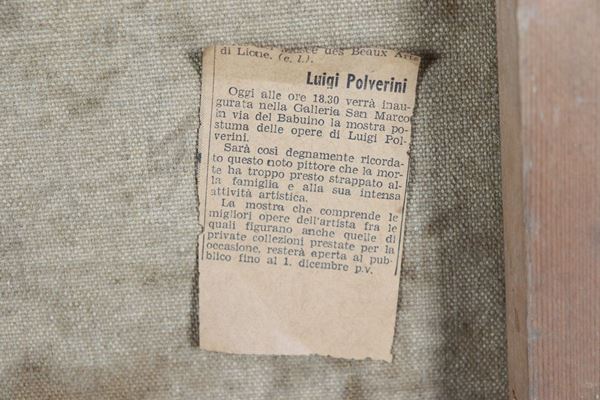 Musée des Beaux Arts
di Lione. (c. l.).
Luigi Polverini
Oggi alle ore 18.30 verrà inau-
gurata nella Galleria San Marco
in via del Babuino la mostra po-
stuma delle opere di Luigi Pol-
verini.
Sarà così degnamente ricorda-
to questo noto pittore che la mor-
te ha troppo presto strappato al-
la famiglia e alla sua intensa
attività artistica.
La mostra che comprende le
migliori opere dell'artista fra le
quali figurano anche quelle di
private collezioni prestate per la
occasione, resterà aperta al pub-
blico fino al 1. dicembre p.v.